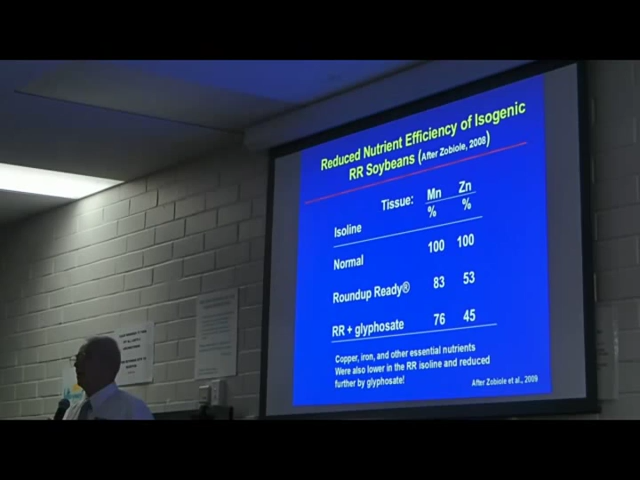 Reduced Nutrient Efficiency of Isogenic
RR Soybeans (After Zobiole, 2008)
Tissue: Mn Zn
Isoline % %
Normal 100 100
Roundup Ready® 83 53
RR + glyphosate 76 45
Copper, iron, and other essential nutrients
Were also lower in the RR isoline and reduced
further by glyphosate!
After Zobiole et al., 2009